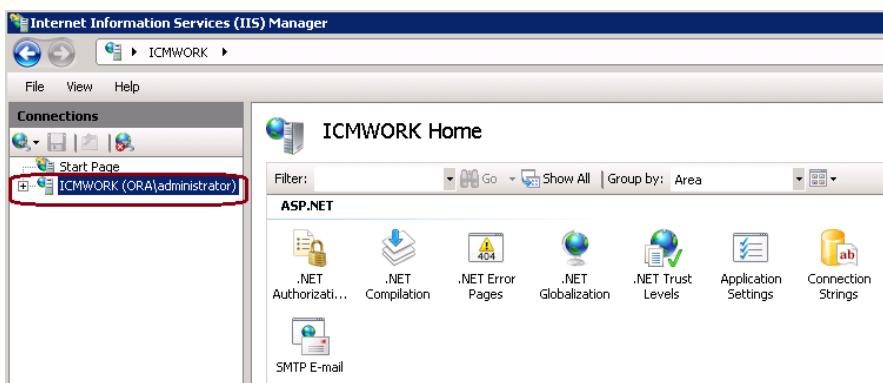 Internet Information Services (IIS) Manager
ICMWORK
File View Help
Connections
Start Page
ICMWORK (ORA\administrator)
ICMWORK Home
Filter: Go Show All Group by: Area
ASP.NET
.NET Authorizati...
.NET Compilation
404
.NET Error Pages
.NET Globalization
.NET Trust Levels
Application Settings
ab
Connection Strings
SMTP E-mail